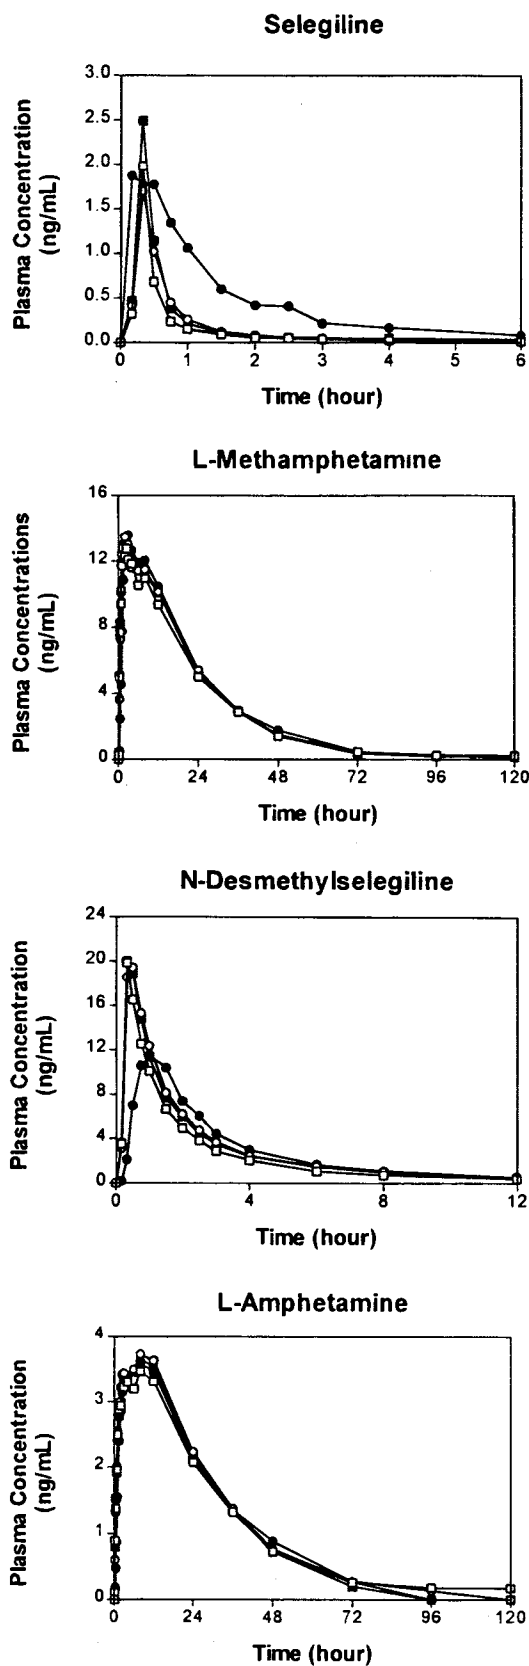 Selegiline
Plasma Concentration
(ng/mL)
3.0
2.5
2.0
1.5
1.0
0.5
0.0
0 1 2 3 4 5 6
Time (hour)
L-Methamphetamine
Plasma Concentrations
(ng/mL)
16
12
8
4
0
0 24 48 72 96 120
Time (hour)
N-Desmethylselegiline
Plasma Concentration
(ng/mL)
24
20
16
12
8
4
0
0 4 8 12
Time (hour)
L-Amphetamine
Plasma Concentration
(ng/mL)
4
3
2
1
0
0 24 48 72 96 120
Time (hour)